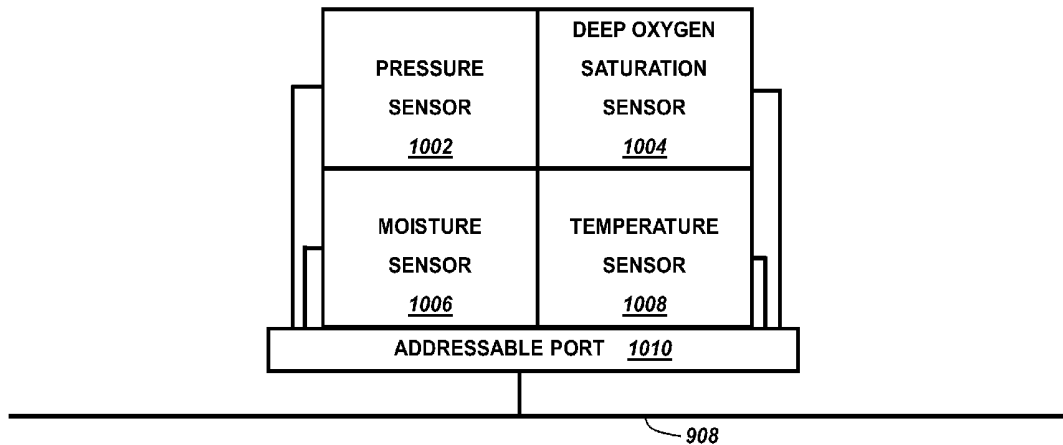 PRESSURE
SENSOR
1002
DEEP OXYGEN
SATURATION
SENSOR
1004
MOISTURE
SENSOR
1006
TEMPERATURE
SENSOR
1008
ADDRESSABLE PORT 1010
908